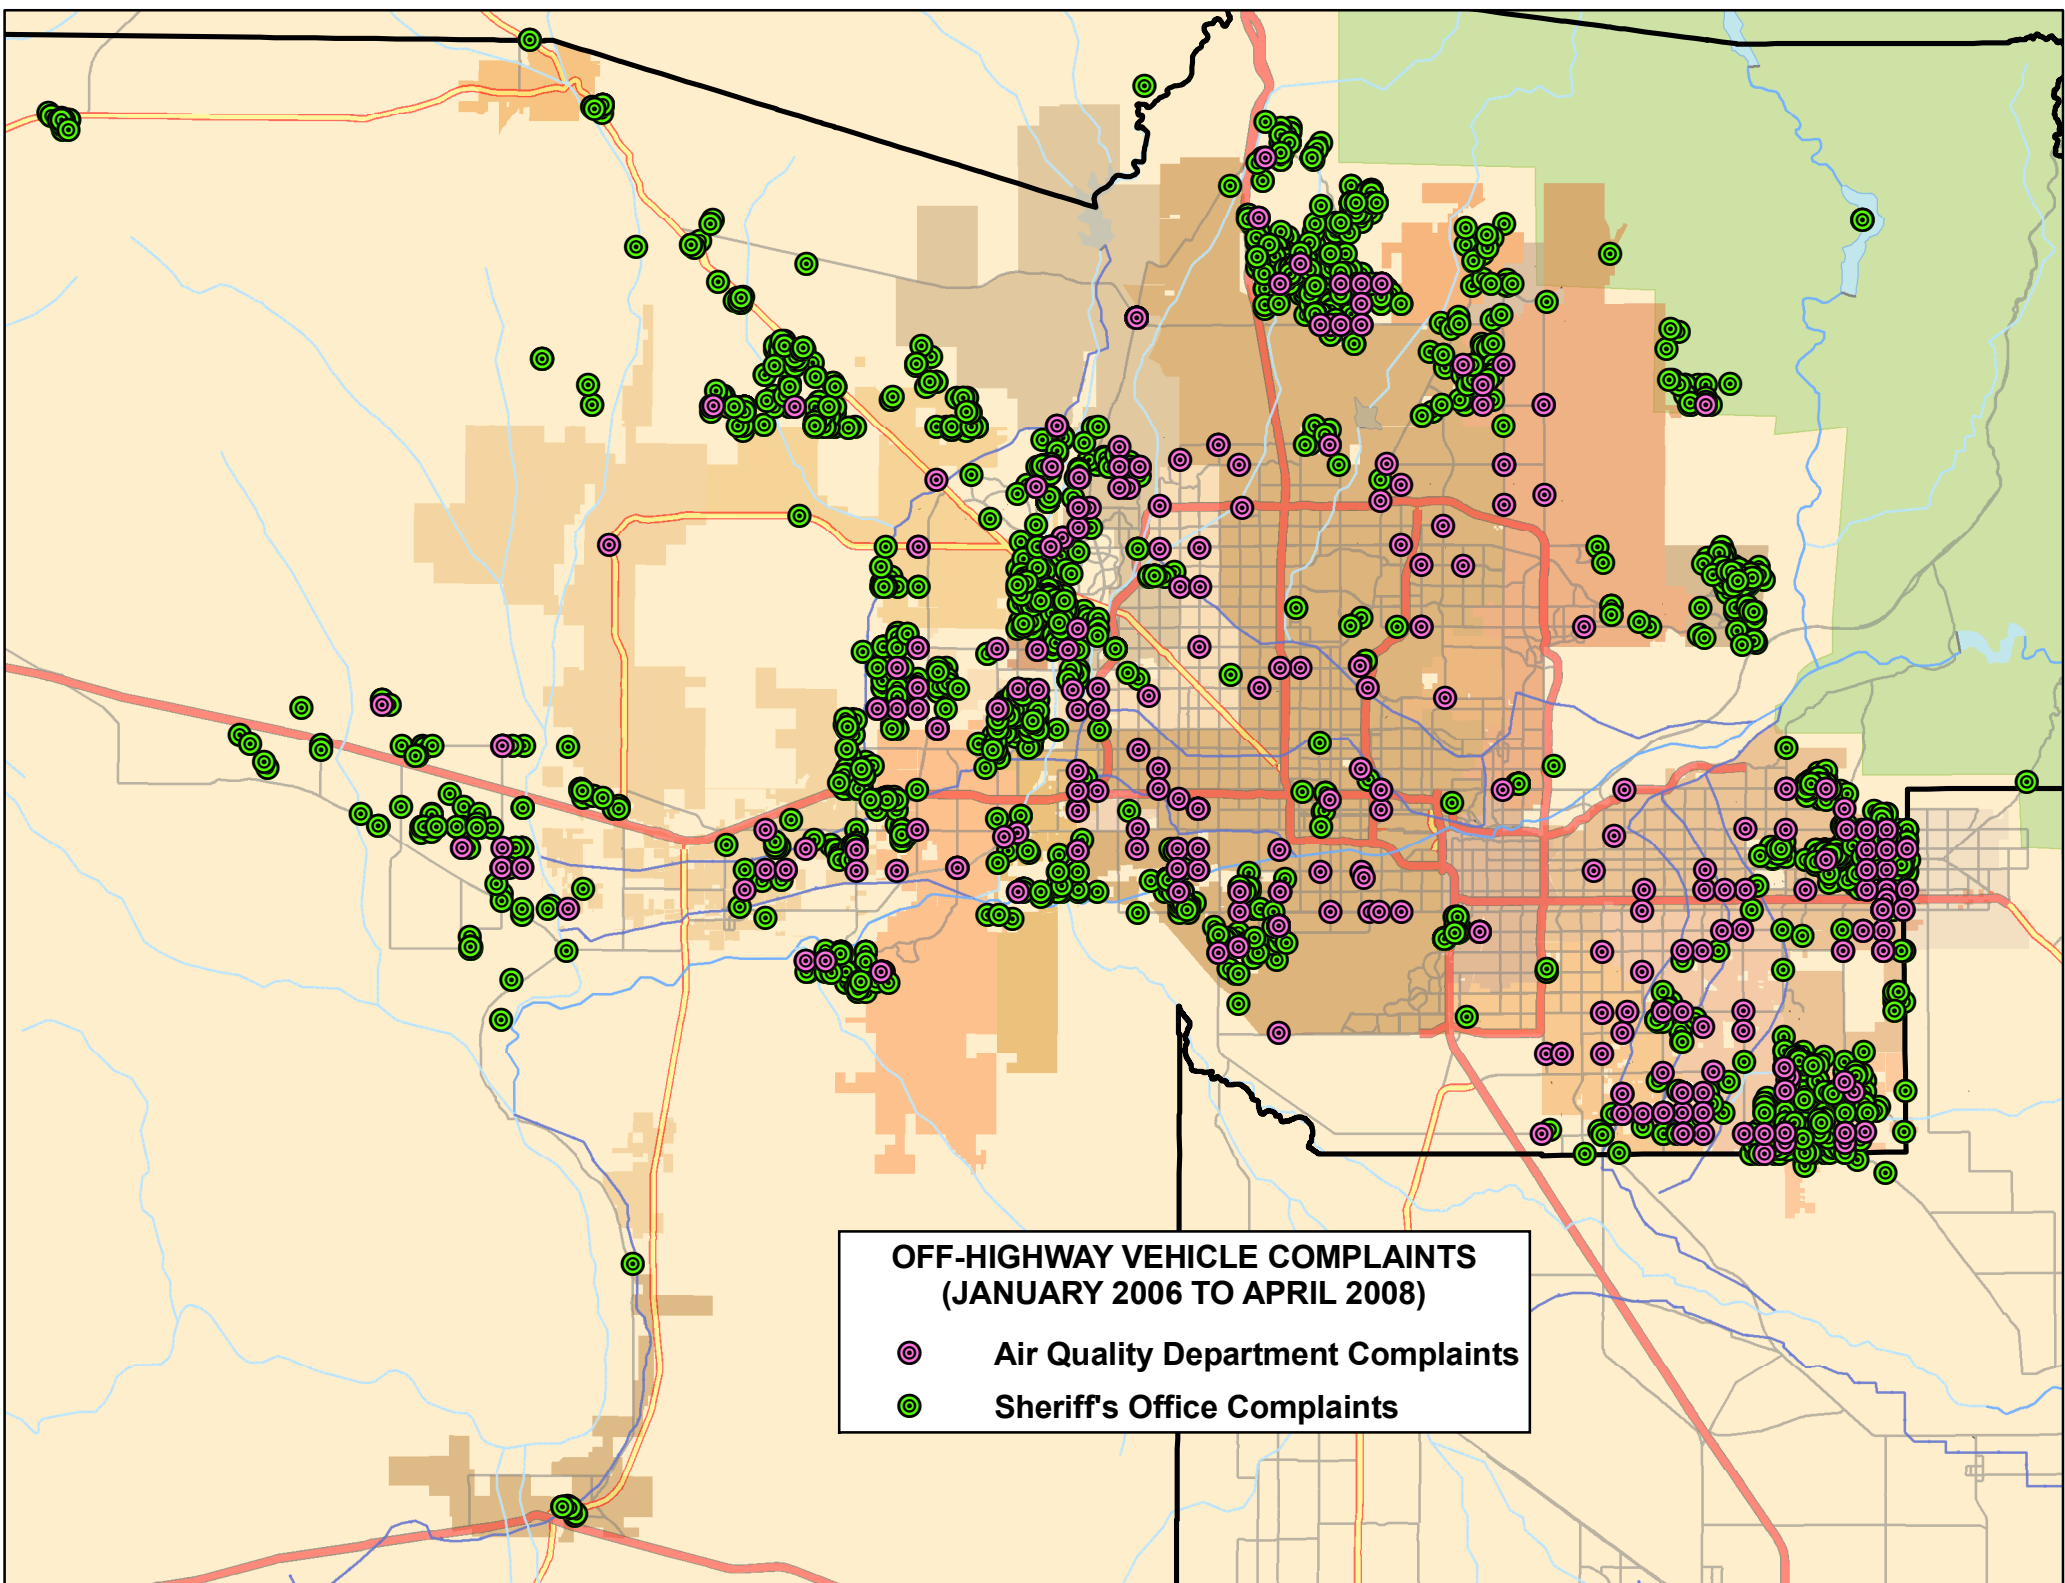 OFF-HIGHWAY VEHICLE COMPLAINTS
(JANUARY 2006 TO APRIL 2008)
Air Quality Department Complaints
Sheriff's Office Complaints